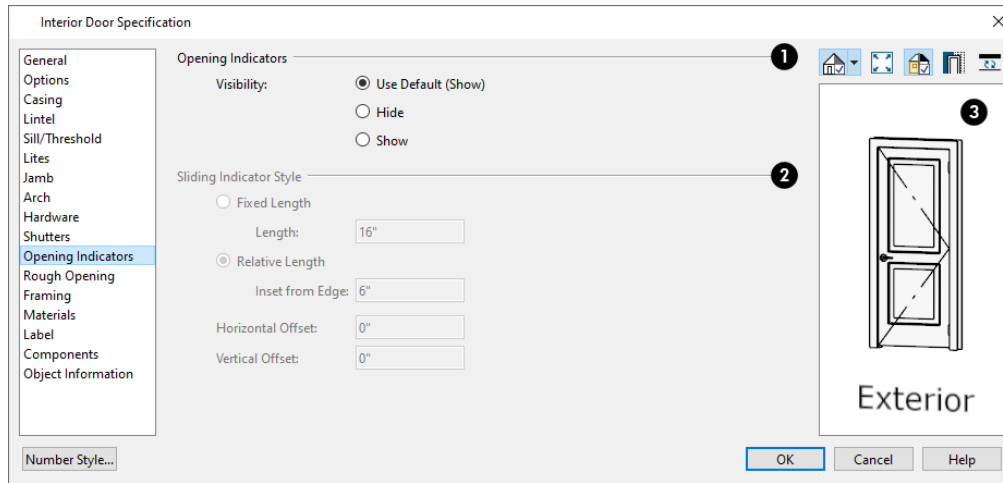 Interior Door Specification
General
Options
Casing
Lintel
Sill/Threshold
Lites
Jamb
Arch
Hardware
Shutters
Opening Indicators
Rough Opening
Framing
Materials
Label
Components
Object Information
Number Style...
Opening Indicators 1
Visibility: Use Default (Show)
Hide
Show
Sliding Indicator Style 2
Fixed Length
Length: 16"
Relative Length
Inset from Edge: 6"
Horizontal Offset: 0"
Vertical Offset: 0"
3
Exterior
OK Cancel Help